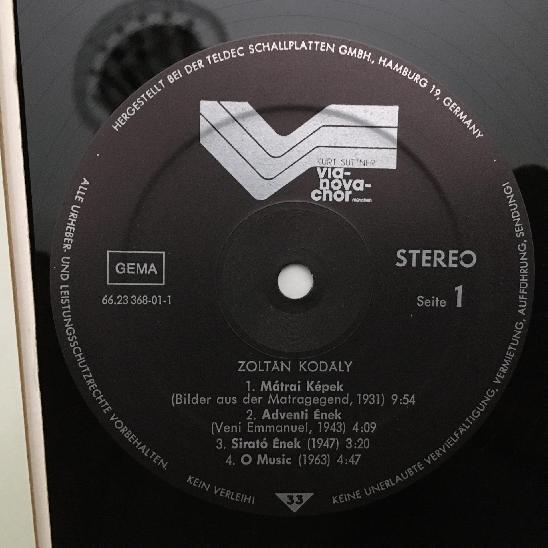 HERGESTELLT BEI DER TELDEC SCHALLPLATTEN GMBH., HAMBURG 19, GERMANY
KURT SUTTNER
via-
nova-
chor münchen
GEMA
66.23 368-01-1
STEREO
Seite 1
ZOLTAN KODALY
1. Mátrai Képek
(Bilder aus der Matragegend, 1931) 9:54
2. Adventi Ének
(Veni Emmanuel, 1943) 4:09
3. Sirató Ének (1947) 3:20
4. O Music (1963) 4:47
33
ALLE URHEBER- UND LEISTUNGSSCHUTZRECHTE VORBEHALTEN.
KEIN VERLEIH!
KEINE UNERLAUBTE VERVIELFÄLTIGUNG, VERMIETUNG, AUFFÜHRUNG, SENDUNG!